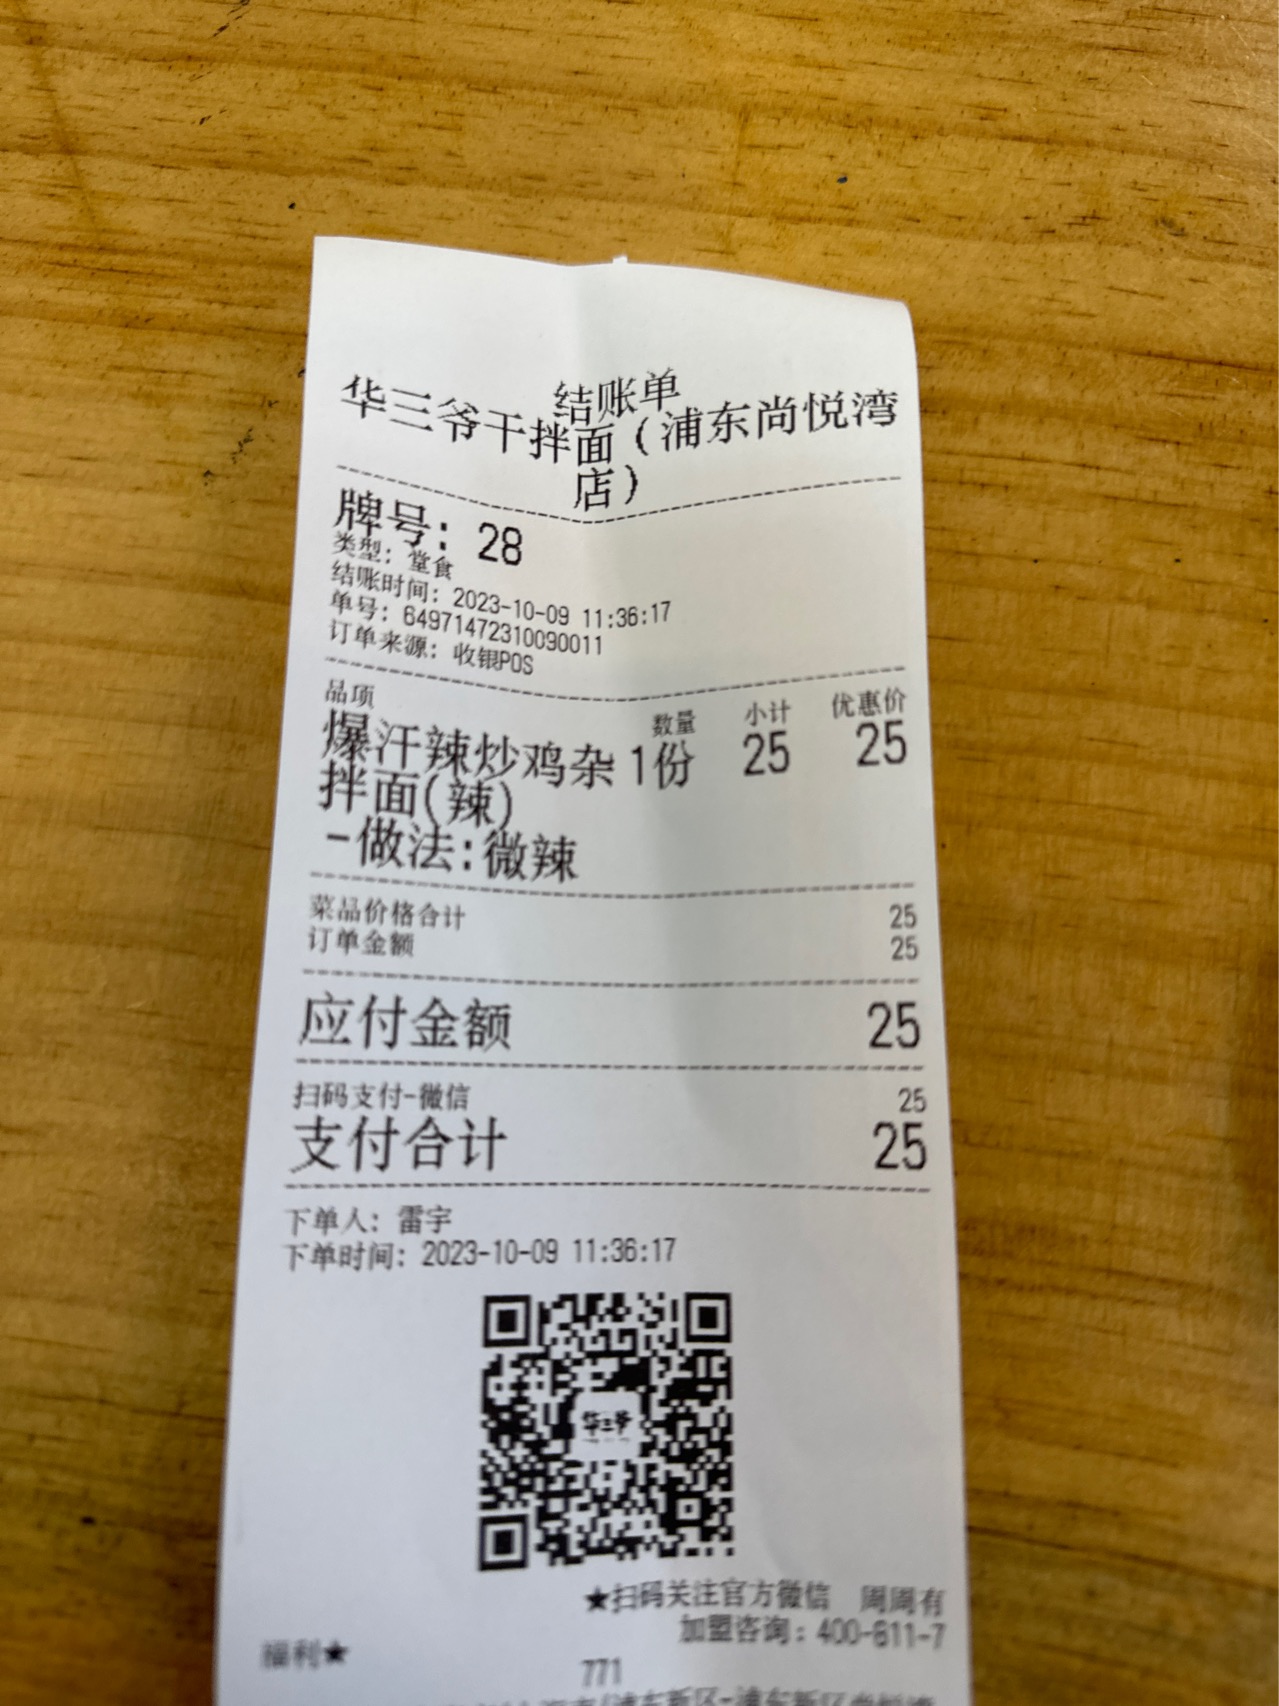 结账单
华三爷干拌面(浦东尚悦湾
店)
牌号: 28
类型: 堂食
结账时间: 2023-10-09 11:36:17
单号: 64971472310090011
订单来源: 收银POS
品项 数量 小计 优惠价
爆汗辣炒鸡杂 1份 25 25
拌面(辣)
-做法:微辣
菜品价格合计 25
订单金额 25
应付金额 25
扫码支付-微信 25
支付合计 25
下单人: 雷宇
下单时间: 2023-10-09 11:36:17
华三爷
★扫码关注官方微信 周周有
福利★
加盟咨询: 400-811-7
771